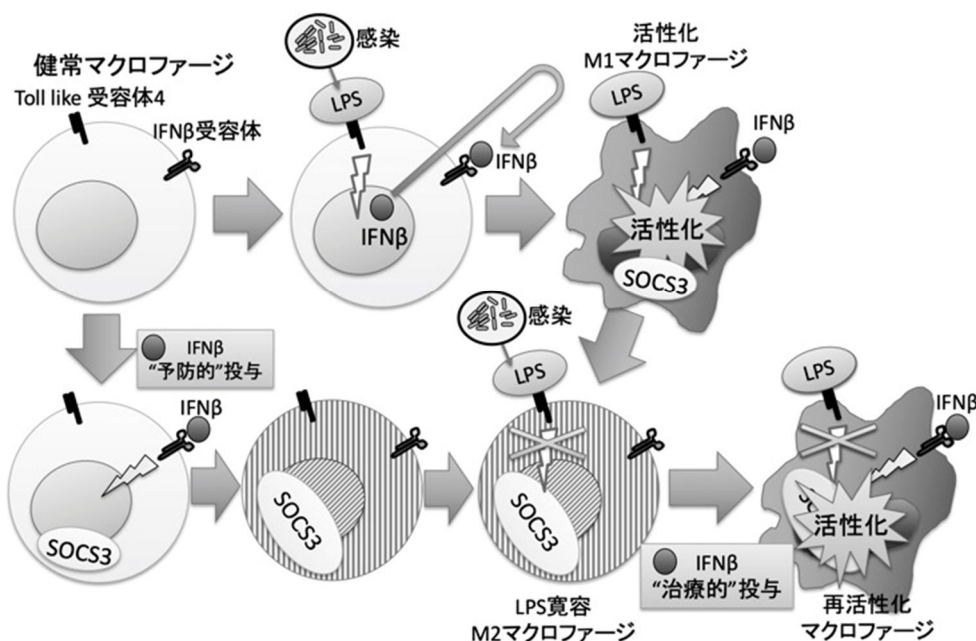 感染
活性化
M1マクロファージ
健常マクロファージ
Toll like 受容体4
LPS
LPS
IFNβ受容体
IFNβ
IFNβ
IFNβ
活性化
SOCS3
感染
IFNβ
“予防的”投与
LPS
LPS
IFNβ
IFNβ
SOCS3
SOCS3
SOCS3
活性化
IFNβ
“治療的”投与
LPS寛容
M2マクロファージ
再活性化
マクロファージ